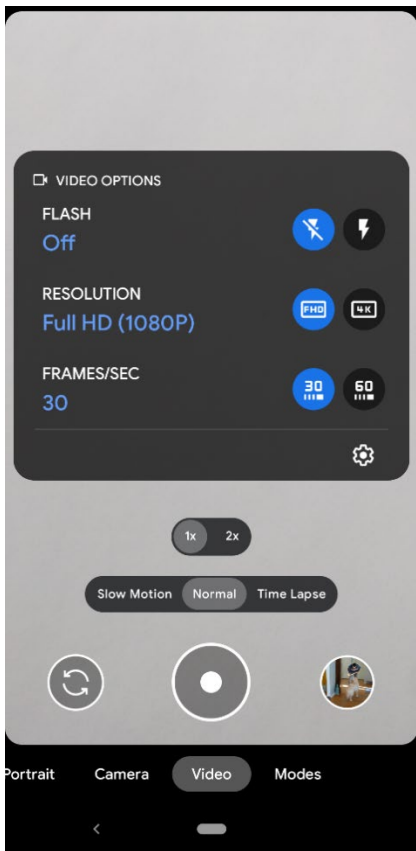 VIDEO OPTIONS
FLASH
Off
RESOLUTION
Full HD (1080P)
FHD 4K
FRAMES/SEC
30
30 60
1x 2x
Slow Motion Normal Time Lapse
Portrait Camera Video Modes